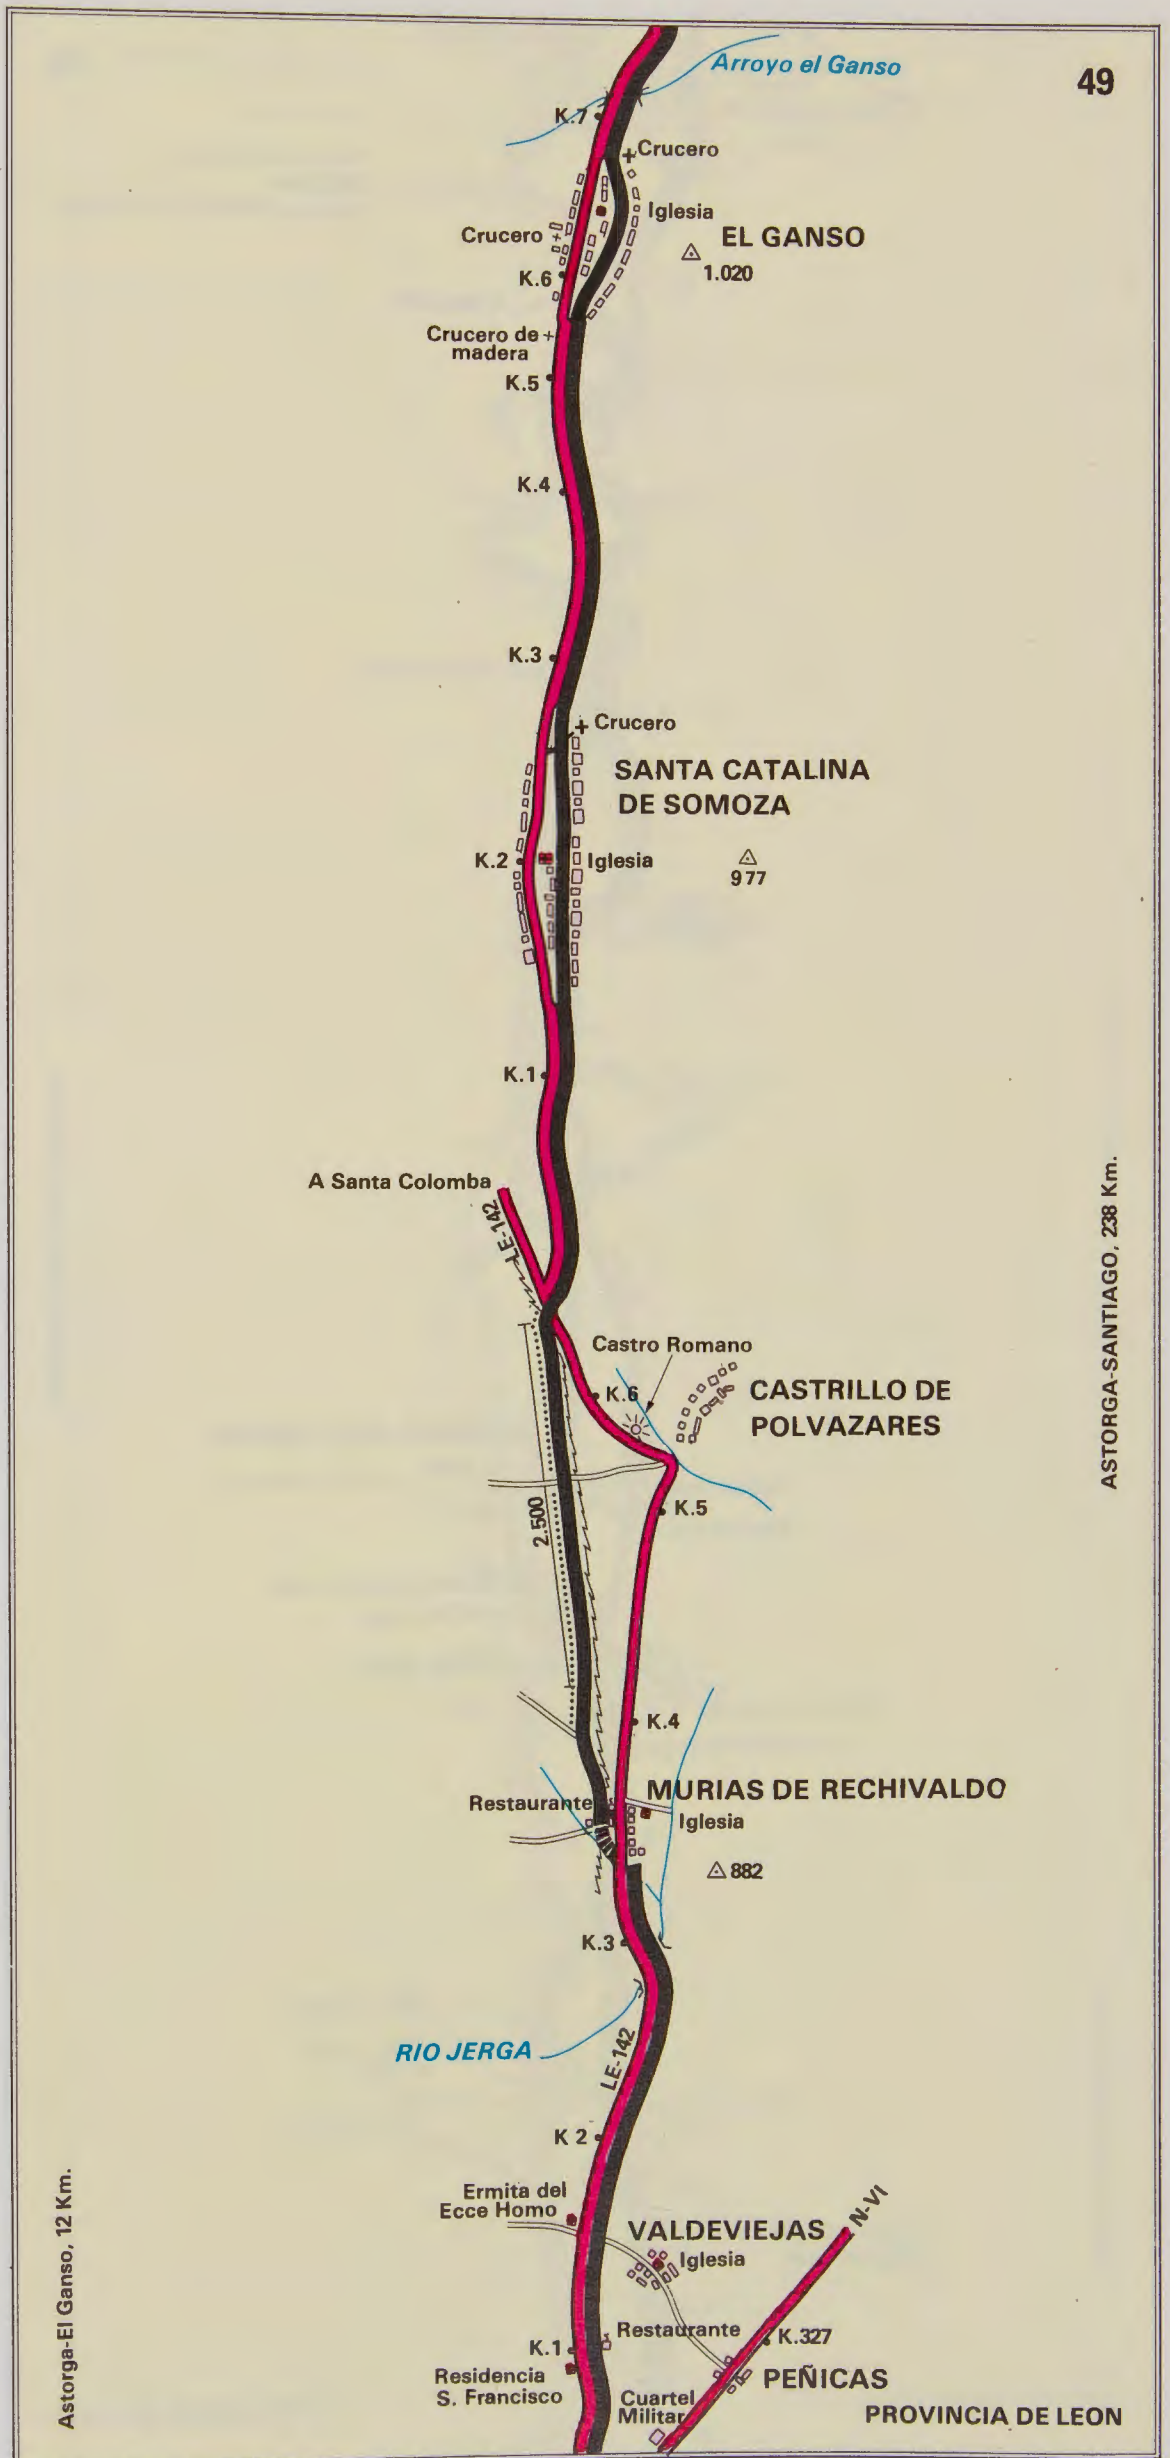 49
Arroyo el Ganso
K.7
Crucero
Iglesia
Crucero
EL GANSO
1.020
K.6
Crucero de
madera
K.5
K.4
K.3
Crucero
SANTA CATALINA
DE SOMOZA
K.2
Iglesia
977
K.1
A Santa Colomba
LE-142
ASTORGA-SANTIAGO, 238 Km.
Castro Romano
K.6
CASTRILLO DE
POLVAZARES
2.500
K.5
K.4
MURIAS DE RECHIVALDO
Restaurante
Iglesia
882
K.3
RIO JERGA
LE-142
K 2
Astorga-El Ganso, 12 Km.
Ermita del
Ecce Homo
N-VI
VALDEVIEJAS
Iglesia
Restaurante
K.327
K.1
Residencia
S. Francisco
PEÑICAS
Cuartel
Militar
PROVINCIA DE LEON